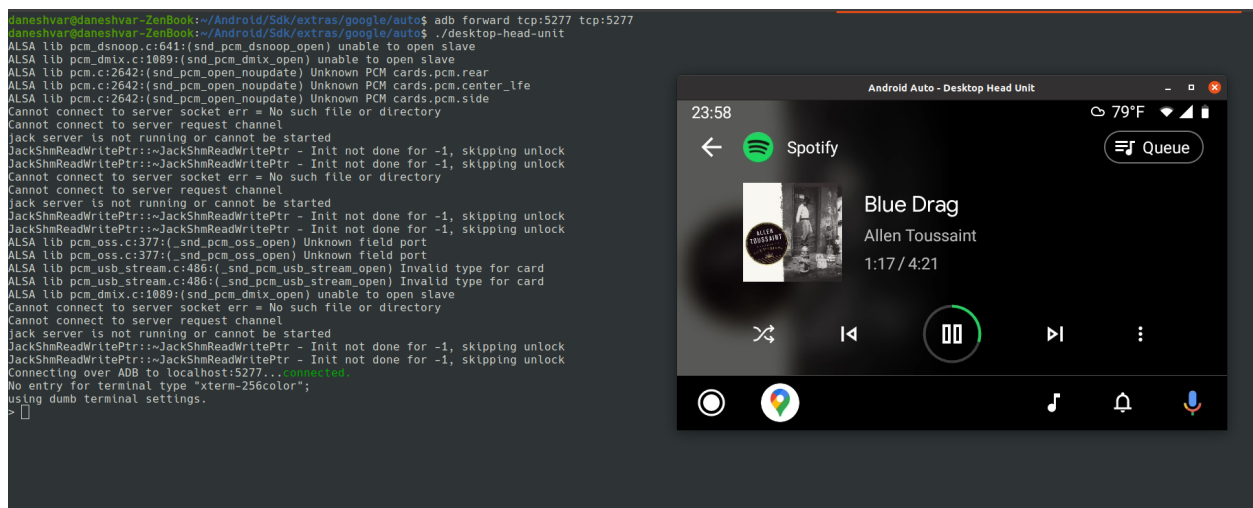 daneshvar@daneshvar-ZenBook:~/Android/Sdk/extras/google/auto$ adb forward tcp:5277 tcp:5277
daneshvar@daneshvar-ZenBook:~/Android/Sdk/extras/google/auto$ ./desktop-head-unit
ALSA lib pcm_dsnoop.c:641:(snd_pcm_dsnoop_open) unable to open slave
ALSA lib pcm_dmix.c:1089:(snd_pcm_dmix_open) unable to open slave
ALSA lib pcm.c:2642:(snd_pcm_open_noupdate) Unknown PCM cards.pcm.rear
ALSA lib pcm.c:2642:(snd_pcm_open_noupdate) Unknown PCM cards.pcm.center_lfe
ALSA lib pcm.c:2642:(snd_pcm_open_noupdate) Unknown PCM cards.pcm.side
Cannot connect to server socket err = No such file or directory
Cannot connect to server request channel
jack server is not running or cannot be started
JackShmReadWritePtr::~JackShmReadWritePtr - Init not done for -1, skipping unlock
JackShmReadWritePtr::~JackShmReadWritePtr - Init not done for -1, skipping unlock
Cannot connect to server socket err = No such file or directory
Cannot connect to server request channel
jack server is not running or cannot be started
JackShmReadWritePtr::~JackShmReadWritePtr - Init not done for -1, skipping unlock
JackShmReadWritePtr::~JackShmReadWritePtr - Init not done for -1, skipping unlock
ALSA lib pcm_oss.c:377:(_snd_pcm_oss_open) Unknown field port
ALSA lib pcm_oss.c:377:(_snd_pcm_oss_open) Unknown field port
ALSA lib pcm_usb_stream.c:486:(_snd_pcm_usb_stream_open) Invalid type for card
ALSA lib pcm_usb_stream.c:486:(_snd_pcm_usb_stream_open) Invalid type for card
ALSA lib pcm_dmix.c:1089:(snd_pcm_dmix_open) unable to open slave
Cannot connect to server socket err = No such file or directory
Cannot connect to server request channel
jack server is not running or cannot be started
JackShmReadWritePtr::~JackShmReadWritePtr - Init not done for -1, skipping unlock
JackShmReadWritePtr::~JackShmReadWritePtr - Init not done for -1, skipping unlock
Connecting over ADB to localhost:5277...connected.
No entry for terminal type "xterm-256color";
using dumb terminal settings.
>
Android Auto - Desktop Head Unit
23:58
79°F
Spotify
Queue
ALLEN
TOUSSAINT
Blue Drag
Allen Toussaint
1:17 / 4:21